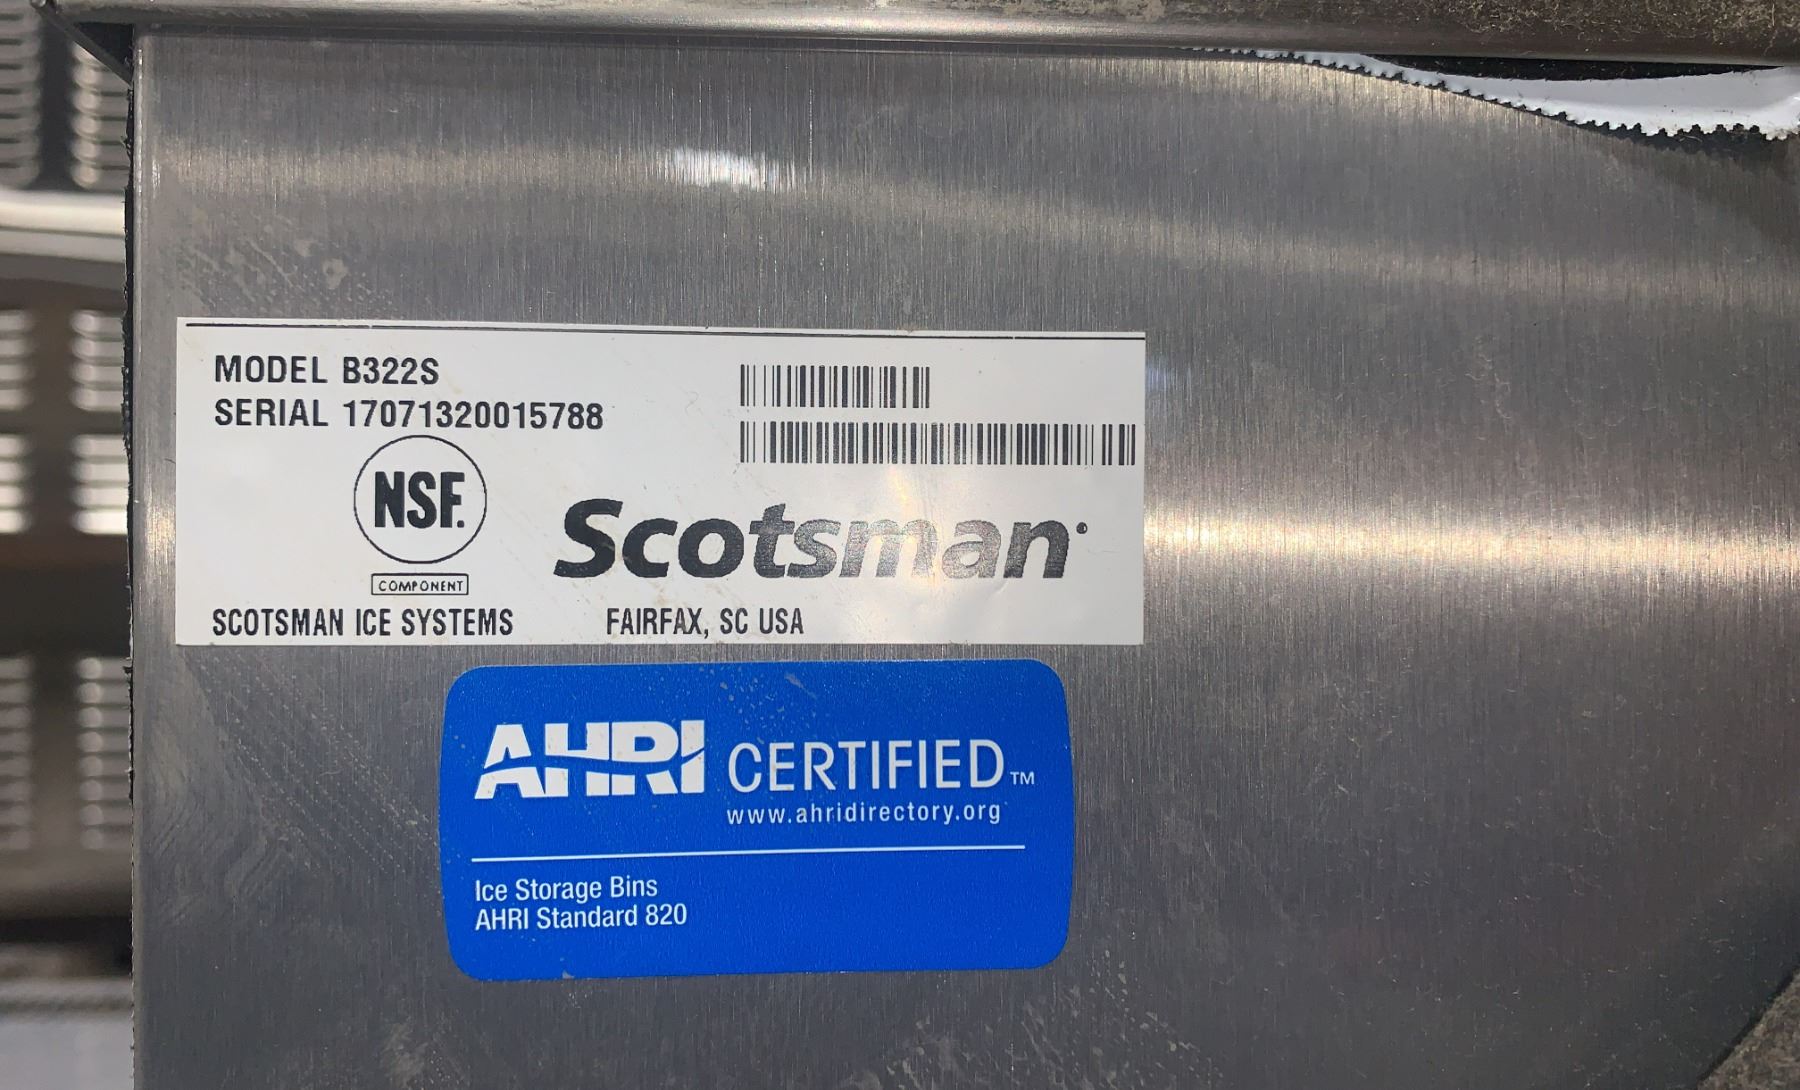 MODEL B322S
SERIAL 17071320015788
NSF.
COMPONENT
Scotsman
SCOTSMAN ICE SYSTEMS FAIRFAX, SC USA
AHRI CERTIFIED™
www.ahridirectory.org
Ice Storage Bins
AHRI Standard 820